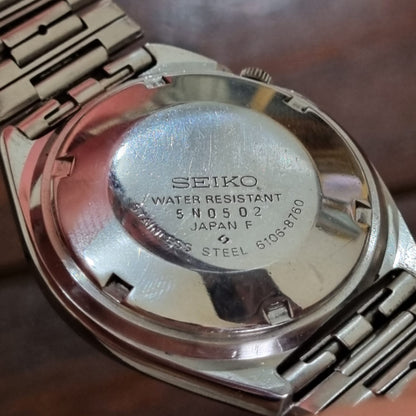 SEIKO
WATER RESISTANT
5N0502
JAPAN F
STAINLESS STEEL 6106-8760